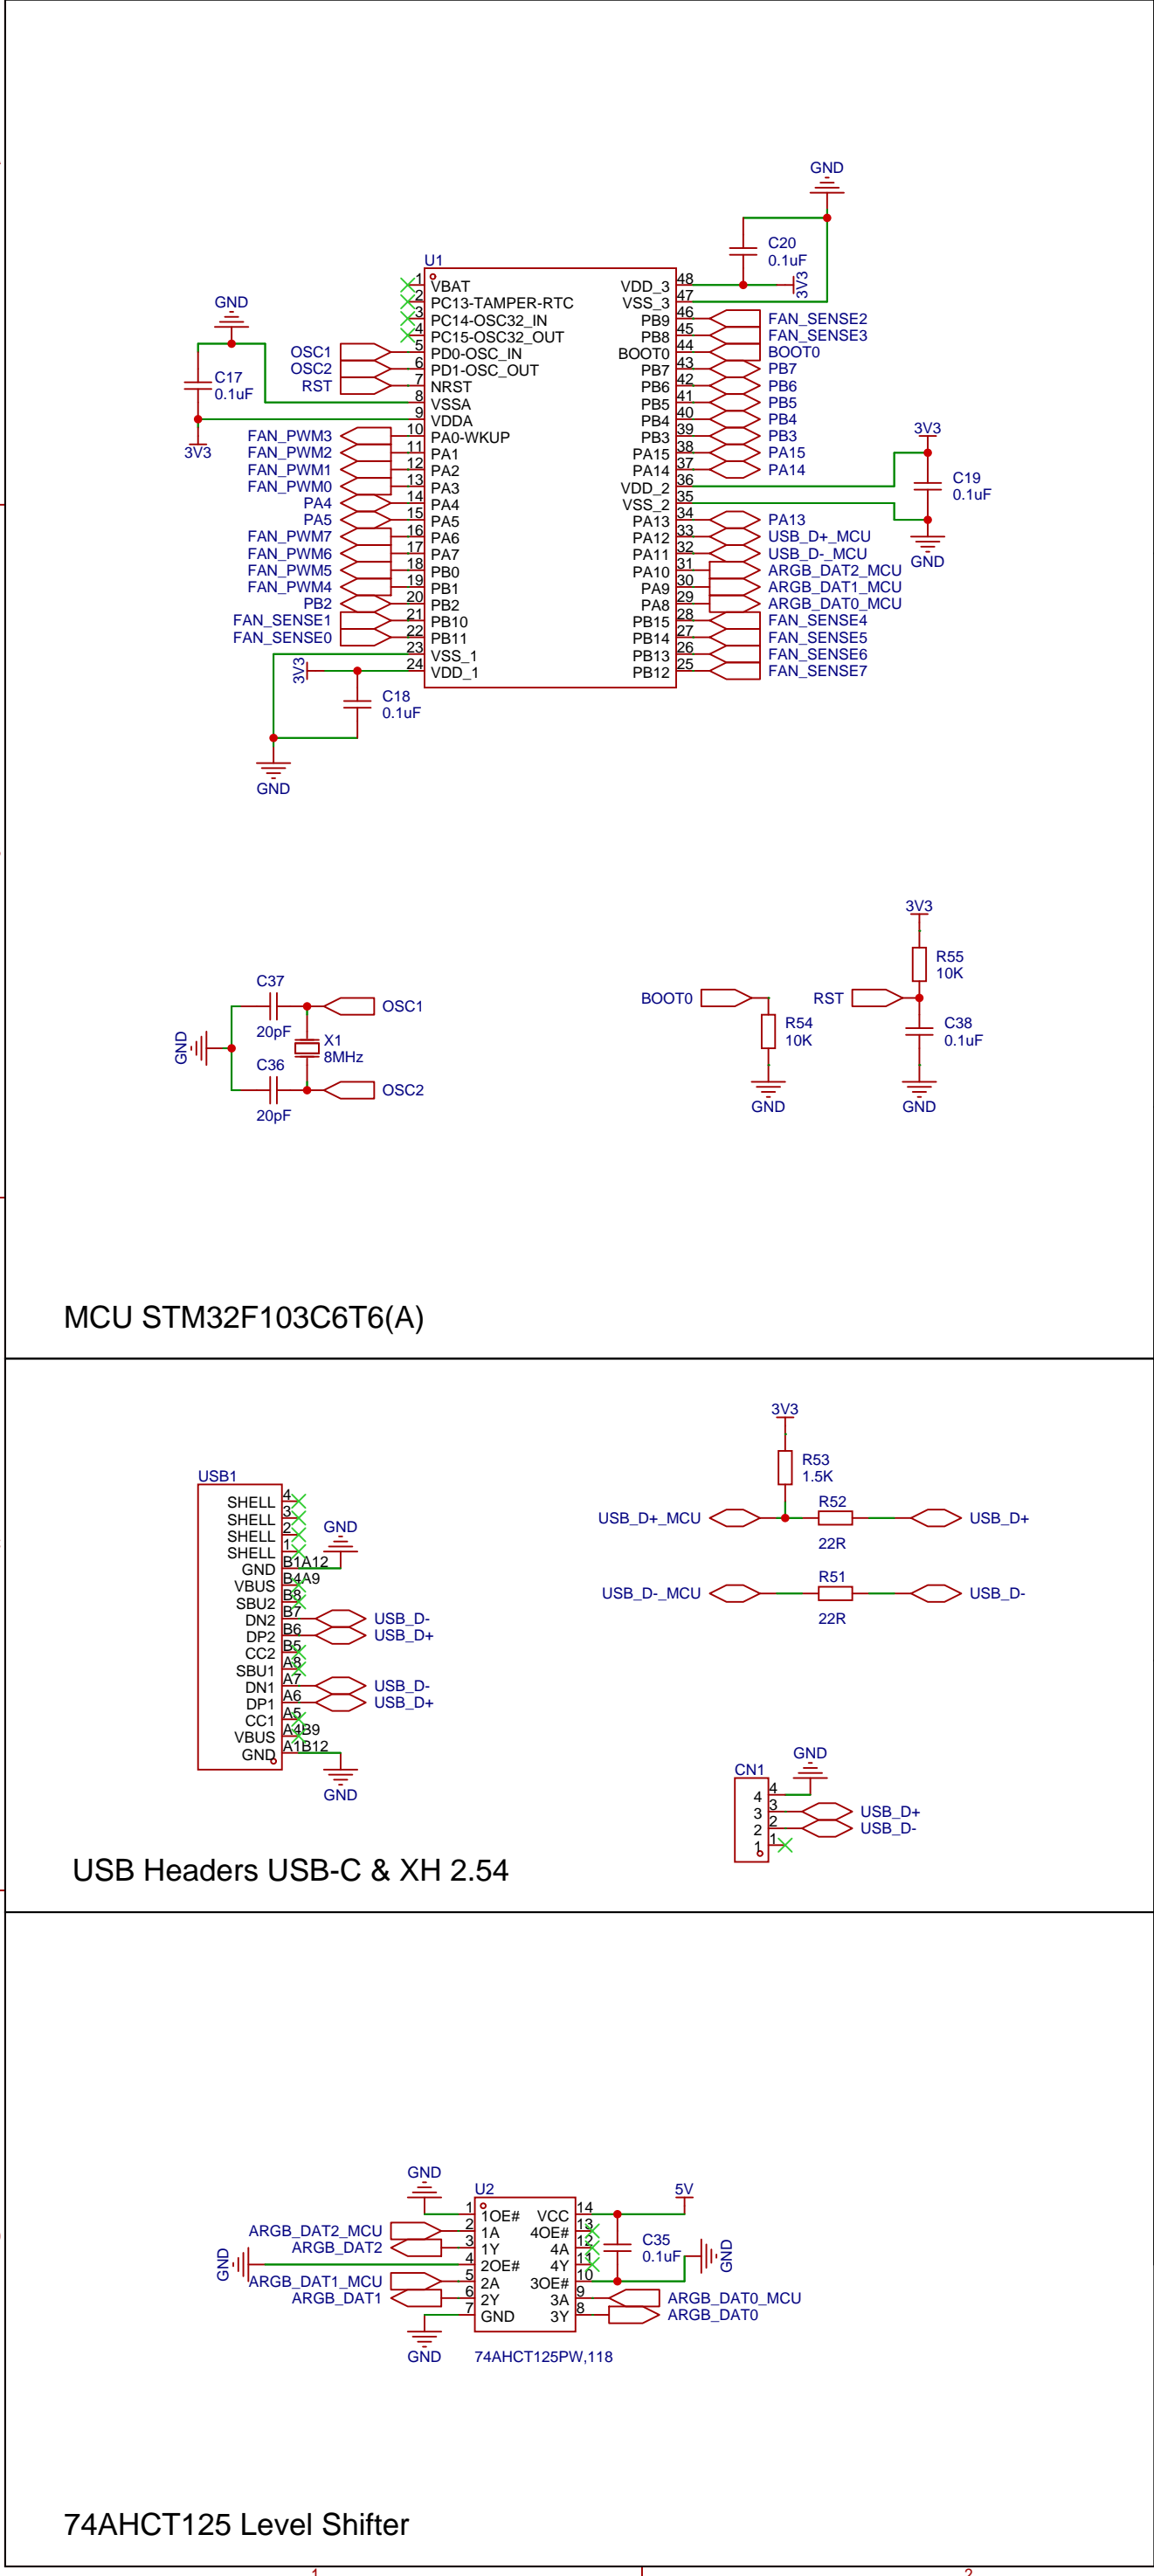 GND
C20
0.1uF
3V3
U1
1 VBAT
2 PC13-TAMPER-RTC
3 PC14-OSC32_IN
4 PC15-OSC32_OUT
OSC1 5 PD0-OSC_IN
OSC2 6 PD1-OSC_OUT
RST 7 NRST
8 VSSA
9 VDDA
FAN_PWM3 10 PA0-WKUP
FAN_PWM2 11 PA1
FAN_PWM1 12 PA2
FAN_PWM0 13 PA3
PA4 14 PA4
PA5 15 PA5
FAN_PWM7 16 PA6
FAN_PWM6 17 PA7
FAN_PWM5 18 PB0
FAN_PWM4 19 PB1
PB2 20 PB2
FAN_SENSE1 21 PB10
FAN_SENSE0 22 PB11
23 VSS_1
24 VDD_1
VDD_3 48
VSS_3 47
PB9 46 FAN_SENSE2
PB8 45 FAN_SENSE3
BOOT0 44 BOOT0
PB7 43 PB7
PB6 42 PB6
PB5 41 PB5
PB4 40 PB4
PB3 39 PB3
PA15 38 PA15
PA14 37 PA14
VDD_2 36
VSS_2 35
PA13 34 PA13
PA12 33 USB_D+_MCU
PA11 32 USB_D-_MCU
PA10 31 ARGB_DAT2_MCU
PA9 30 ARGB_DAT1_MCU
PA8 29 ARGB_DAT0_MCU
PB15 28 FAN_SENSE4
PB14 27 FAN_SENSE5
PB13 26 FAN_SENSE6
PB12 25 FAN_SENSE7
GND
C17
0.1uF
3V3
3V3
C19
0.1uF
GND
3V3
C18
0.1uF
GND
C37
20pF
OSC1
GND
X1
8MHz
C36
20pF
OSC2
BOOT0
R54
10K
GND
3V3
R55
10K
RST
C38
0.1uF
GND
MCU STM32F103C6T6(A)
USB1
SHELL 4
SHELL 3
SHELL 2
SHELL 1
GND B1A12
VBUS B4A9
SBU2 B8
DN2 B7 USB_D-
DP2 B6 USB_D+
CC2 B5
SBU1 A8
DN1 A7 USB_D-
DP1 A6 USB_D+
CC1 A5
VBUS A4B9
GND A1B12
GND
GND
3V3
R53
1.5K
USB_D+_MCU
R52
22R
USB_D+
USB_D-_MCU
R51
22R
USB_D-
CN1
GND
4 4
3 3 USB_D+
2 2 USB_D-
1 1
USB Headers USB-C & XH 2.54
GND
U2
5V
1 1OE#
ARGB_DAT2_MCU 2 1A
ARGB_DAT2 3 1Y
GND 4 2OE#
ARGB_DAT1_MCU 5 2A
ARGB_DAT1 6 2Y
7 GND
VCC 14
4OE# 13
4A 12
4Y 11
3OE# 10
3A 9 ARGB_DAT0_MCU
3Y 8 ARGB_DAT0
C35
0.1uF
GND
GND
74AHCT125PW,118
74AHCT125 Level Shifter
1
2